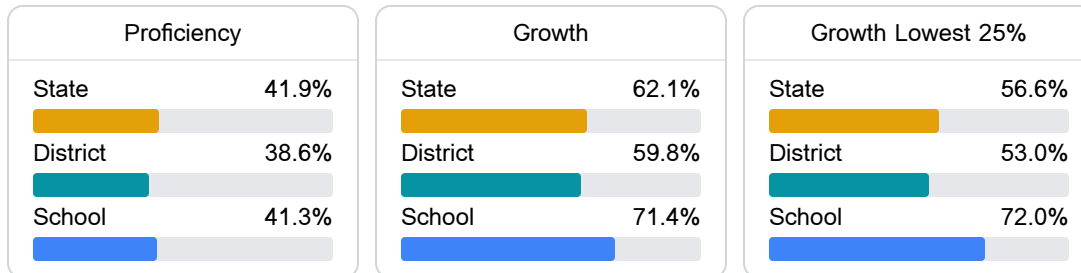 Proficiency
State 41.9%
District 38.6%
School 41.3%
Growth
State 62.1%
District 59.8%
School 71.4%
Growth Lowest 25%
State 56.6%
District 53.0%
School 72.0%